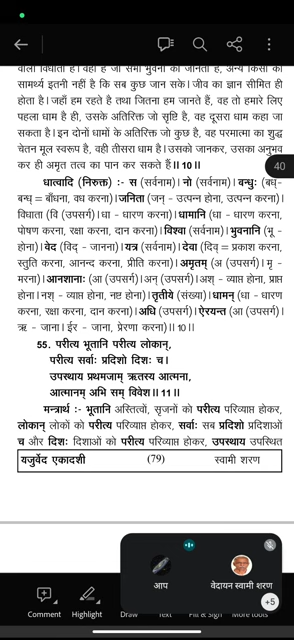 वाला विधाता है। वही है जो सभी भुवनों को जानता है, अन्य किसी का
सामर्थ्य इतनी नहीं है कि सब कुछ जान सके। जीव का ज्ञान सीमित ही
होता है। जहाँ हम रहते है तथा जितना हम जानते हैं, वह तो हमारे लिए
पहला धाम है ही, उसके अतिरिक्त जो सृष्टि है, वह दूसरा धाम कहा जा
सकता है। इन दोनों धामों के अतिरिक्त जो कुछ है, वह परमात्मा का शुद्ध
चेतन मूल स्वरूप है, वही तीसरा धाम है। उसको जानकर, उसका अनुभव
कर ही अमृत तत्व का पान कर सकते हैं ।। 10 ।।
40
धात्वादि (निरुक्त) :- स (सर्वनाम)। नो (सर्वनाम)। बन्धुः (बध्-
बन्ध् = बाँधना, वध करना)। जनिता (जन् - उत्पन्न होना, उत्पन्न करना)।
विधाता (वि (उपसर्ग)। धा - धारण करना)। धामानि (धा - धारण करना,
पोषण करना, रक्षा करना, दान करना)। विश्वा (सर्वनाम)। भुवनानि (भू -
होना)। वेद (विद् - जानना)। यत्र (सर्वनाम)। देवा (दिव् = प्रकाश करना,
स्तुति करना, आनन्द करना, प्रीति करना)। अमृतम् (अ (उपसर्ग)। मृ -
मरना)। आनशानाः (आ (उपसर्ग)। अन् (उपसर्ग)। अश् - व्याप्त होना, प्राप्त
होना। नश् - व्याप्त होना, नष्ट होना)। तृतीये (संख्या)। धामन् (धा - धारण
करना, रक्षा करना, दान करना)। अधि (उपसर्ग)। ऐरयन्त (आ (उपसर्ग)।
ऋ - जाना। ईर - जाना, प्रेरणा करना)।। 10 ।।
55. परीत्य भूतानि परीत्य लोकान्,
परीत्य सर्वाः प्रदिशो दिशः च।
उपस्थाय प्रथमजाम् ऋतस्य आत्मना,
आत्मानम् अभि सम् विवेश ।। 11 ।।
मन्त्रार्थ :- भूतानि अस्तित्वों, सृजनों को परीत्य परिव्याप्त होकर,
लोकान् लोकों को परीत्य परिव्याप्त होकर, सर्वाः सब प्रदिशो प्रदिशाओं
च और दिशः दिशाओं को परीत्य परिव्याप्त होकर, उपस्थाय उपस्थित
यजुर्वेद एकादशी (79) स्वामी शरण
आप
वेदायन स्वामी शरण
+5
Comment Highlight Draw Text Fill & Sign More tools